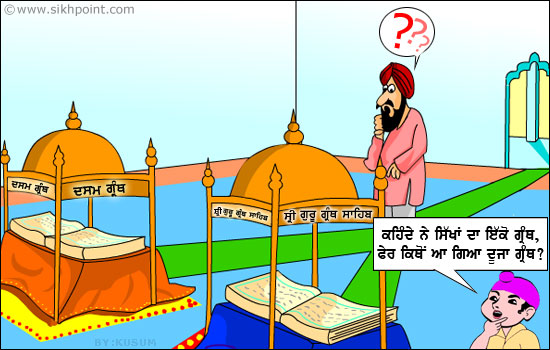 ©www.sikhpoint.com
???
ਦਸਮ ਗ੍ਰੰਥ
ਦਸਮ ਗ੍ਰੰਥ
ਸ਼੍ਰੀ ਗੁਰੂ ਗ੍ਰੰਥ ਸਾਹਿਬ
ਸ਼੍ਰੀ ਗੁਰੂ ਗ੍ਰੰਥ ਸਾਹਿਬ
ਕਹਿੰਦੇ ਨੇ ਸਿੱਖਾਂ ਦਾ ਇੱਕੋ ਗ੍ਰੰਥ,
ਫੇਰ ਕਿਥੋਂ ਆ ਗਿਆ ਦੂਜਾ ਗ੍ਰੰਥ?
BY:KUSUM